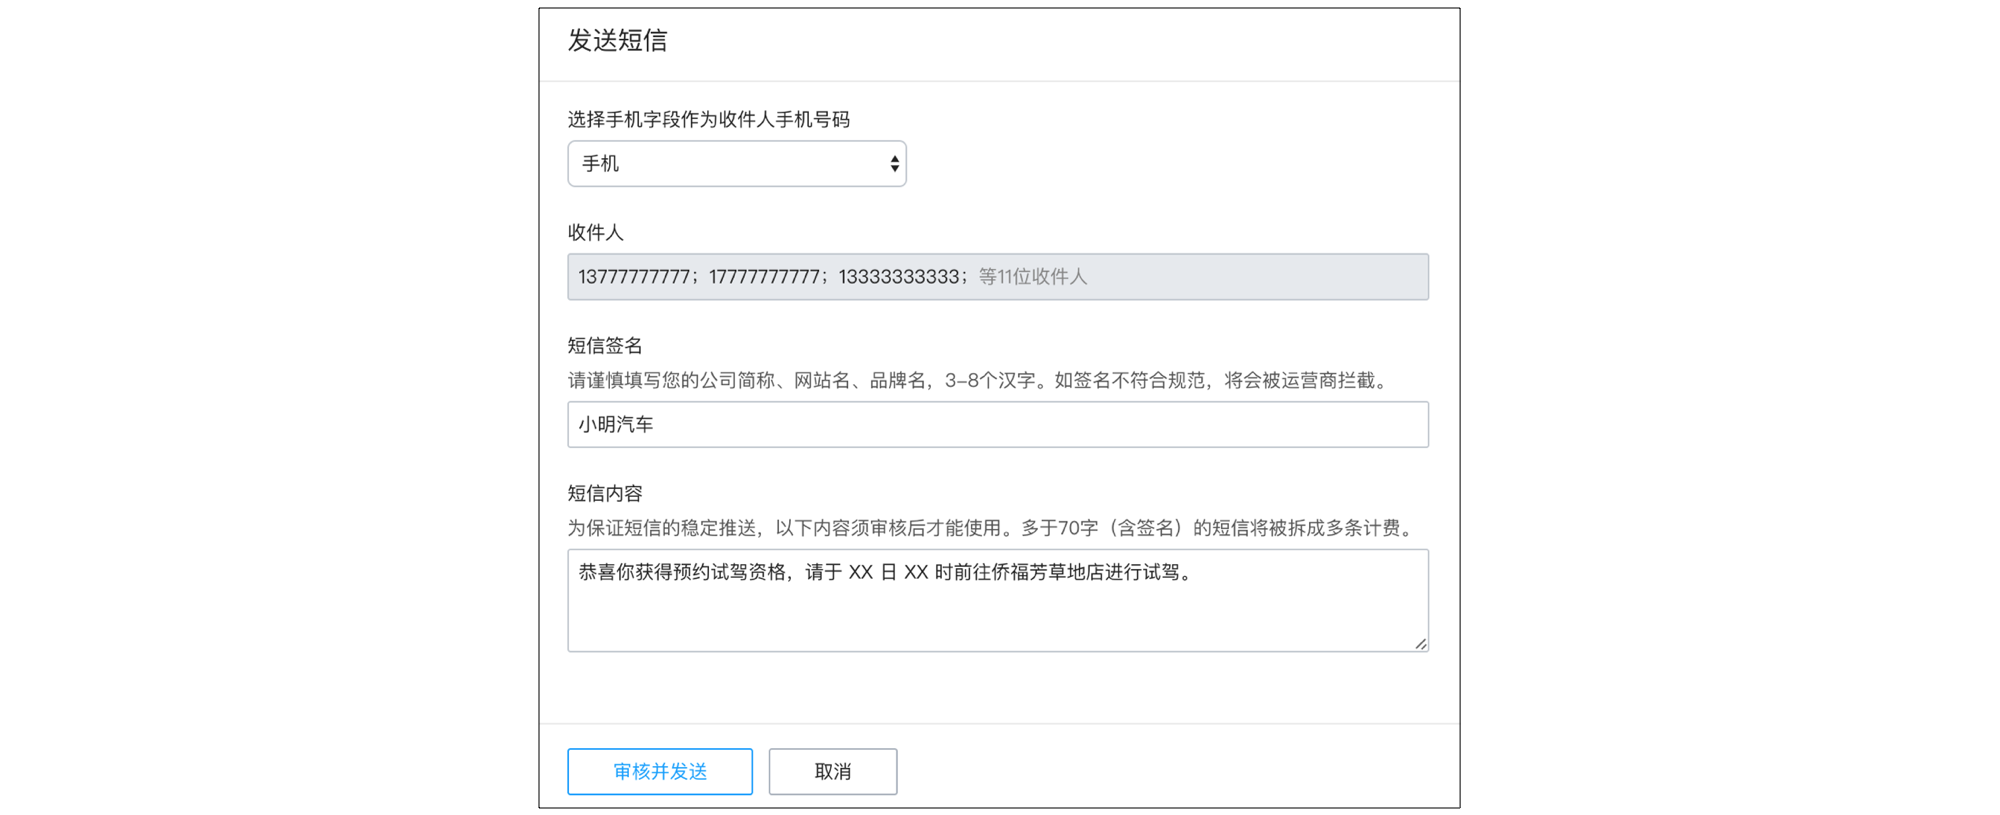 发送短信
选择手机字段作为收件人手机号码
手机
收件人
13777777777；17777777777；13333333333；等11位收件人
短信签名
请谨慎填写您的公司简称、网站名、品牌名，3–8个汉字。如签名不符合规范，将会被运营商拦截。
小明汽车
短信内容
为保证短信的稳定推送，以下内容须审核后才能使用。多于70字（含签名）的短信将被拆成多条计费。
恭喜你获得预约试驾资格，请于 XX 日 XX 时前往侨福芳草地店进行试驾。
审核并发送 取消